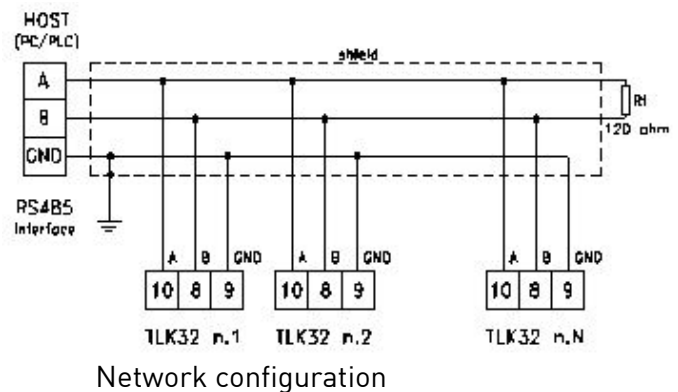 HOST
(PC/PLC)
shield
A
B
GND
Rt
120 ohm
RS485
Interface
A B GND
A B GND
A B GND
10 8 9
10 8 9
10 8 9
TLK32 n.1
TLK32 n.2
TLK32 n.N
Network configuration